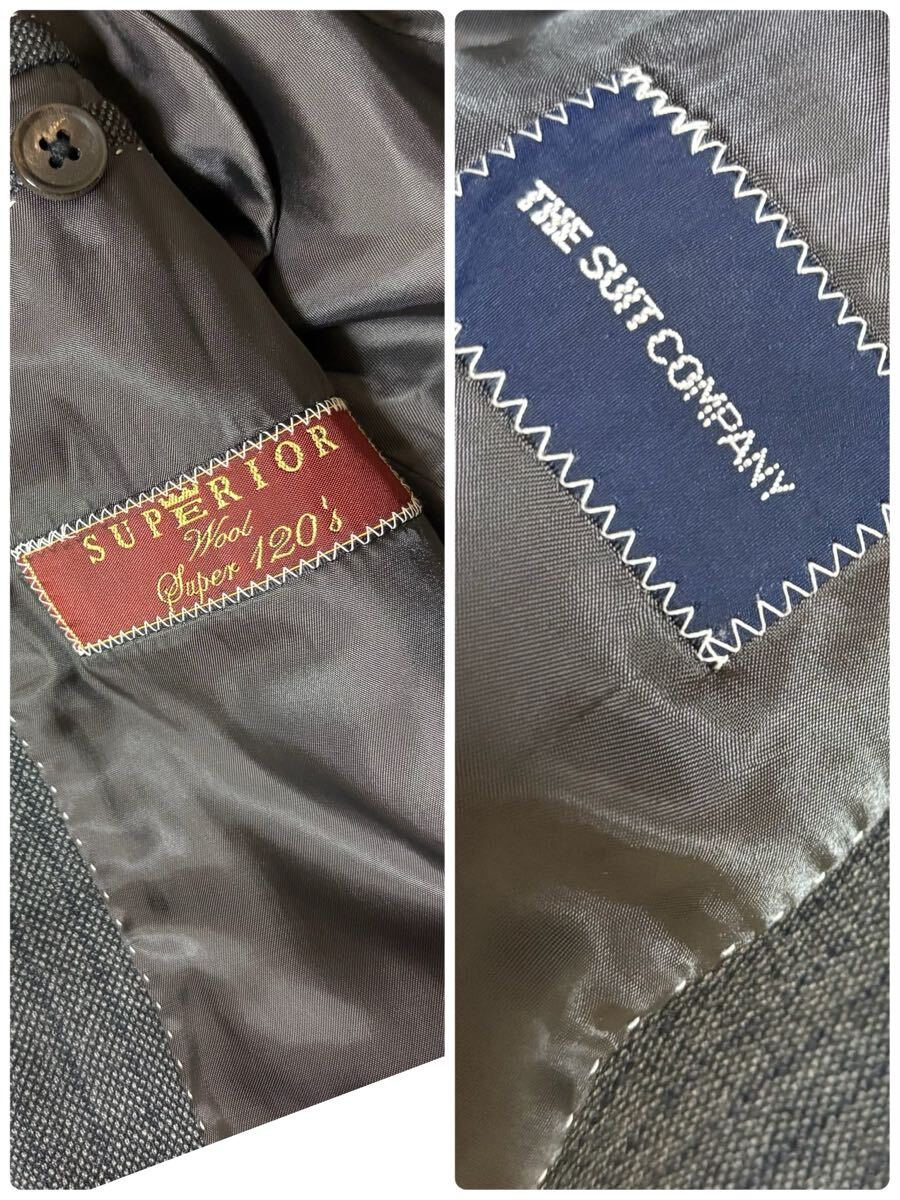 SUPERIOR
Wool
Super 120's
THE SUIT COMPANY